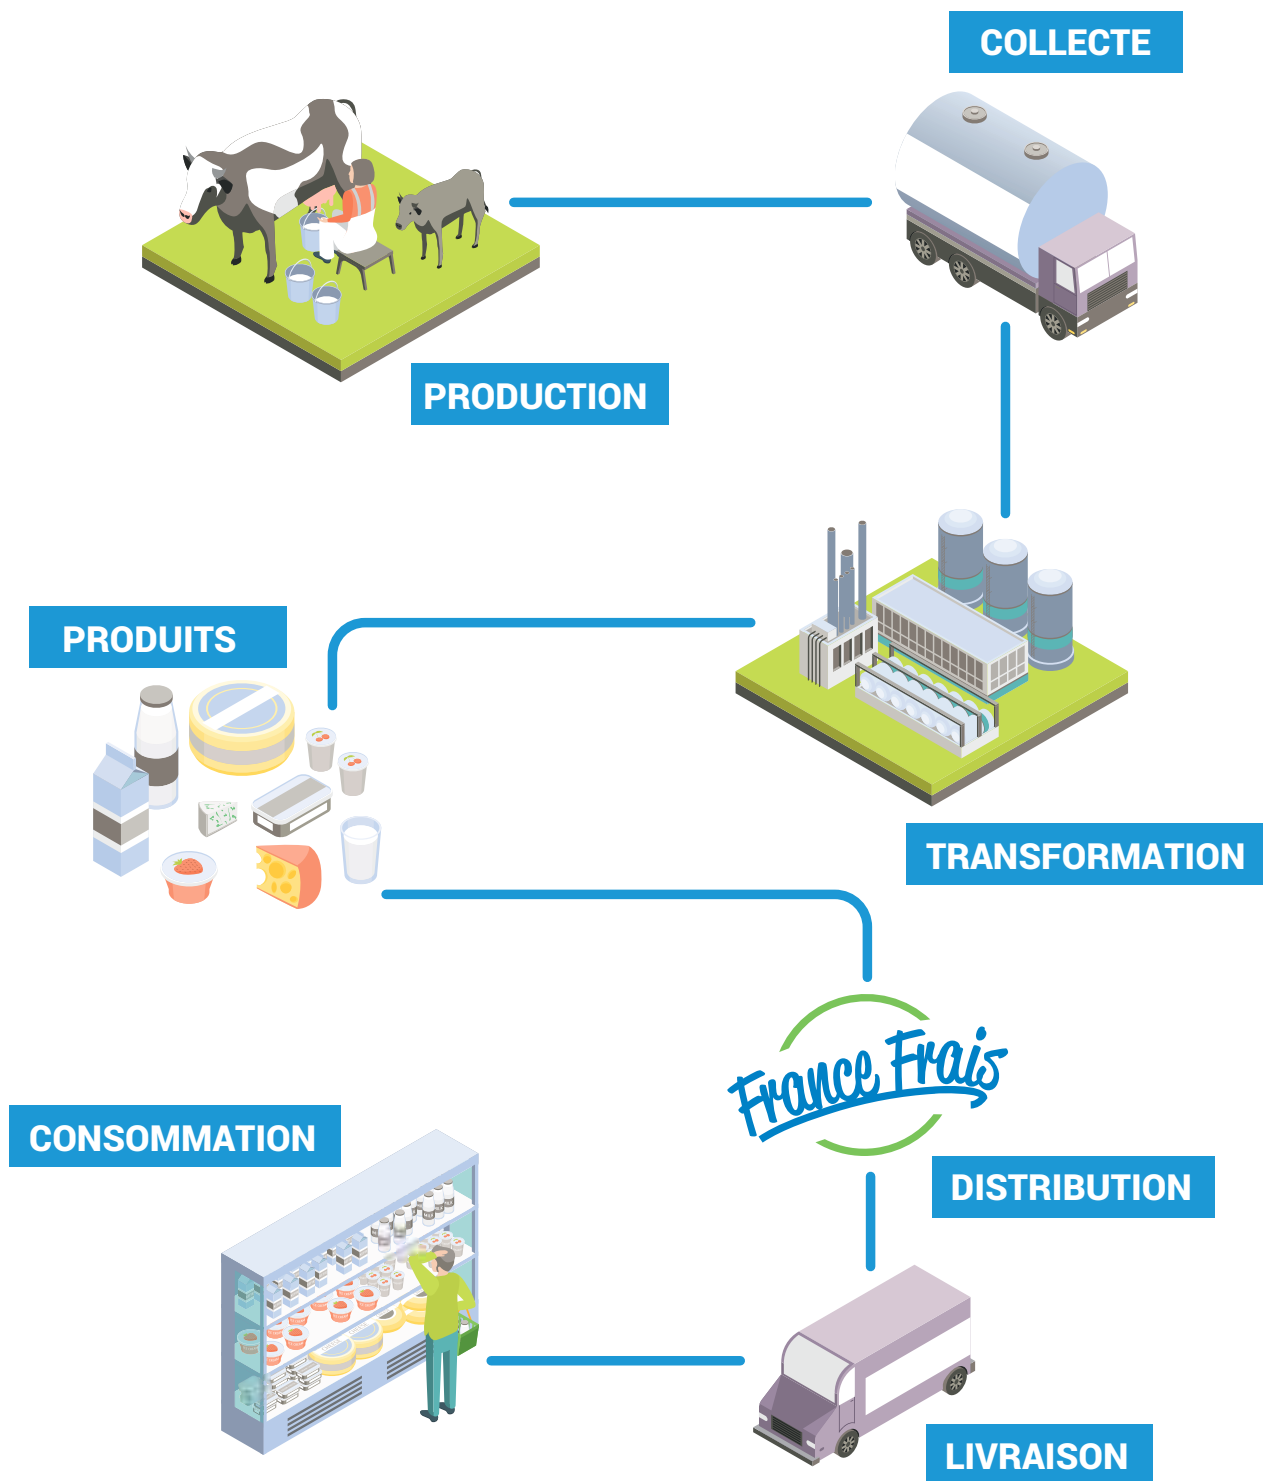 COLLECTE
PRODUCTION
PRODUITS
TRANSFORMATION
France Frais
CONSOMMATION
DISTRIBUTION
LIVRAISON